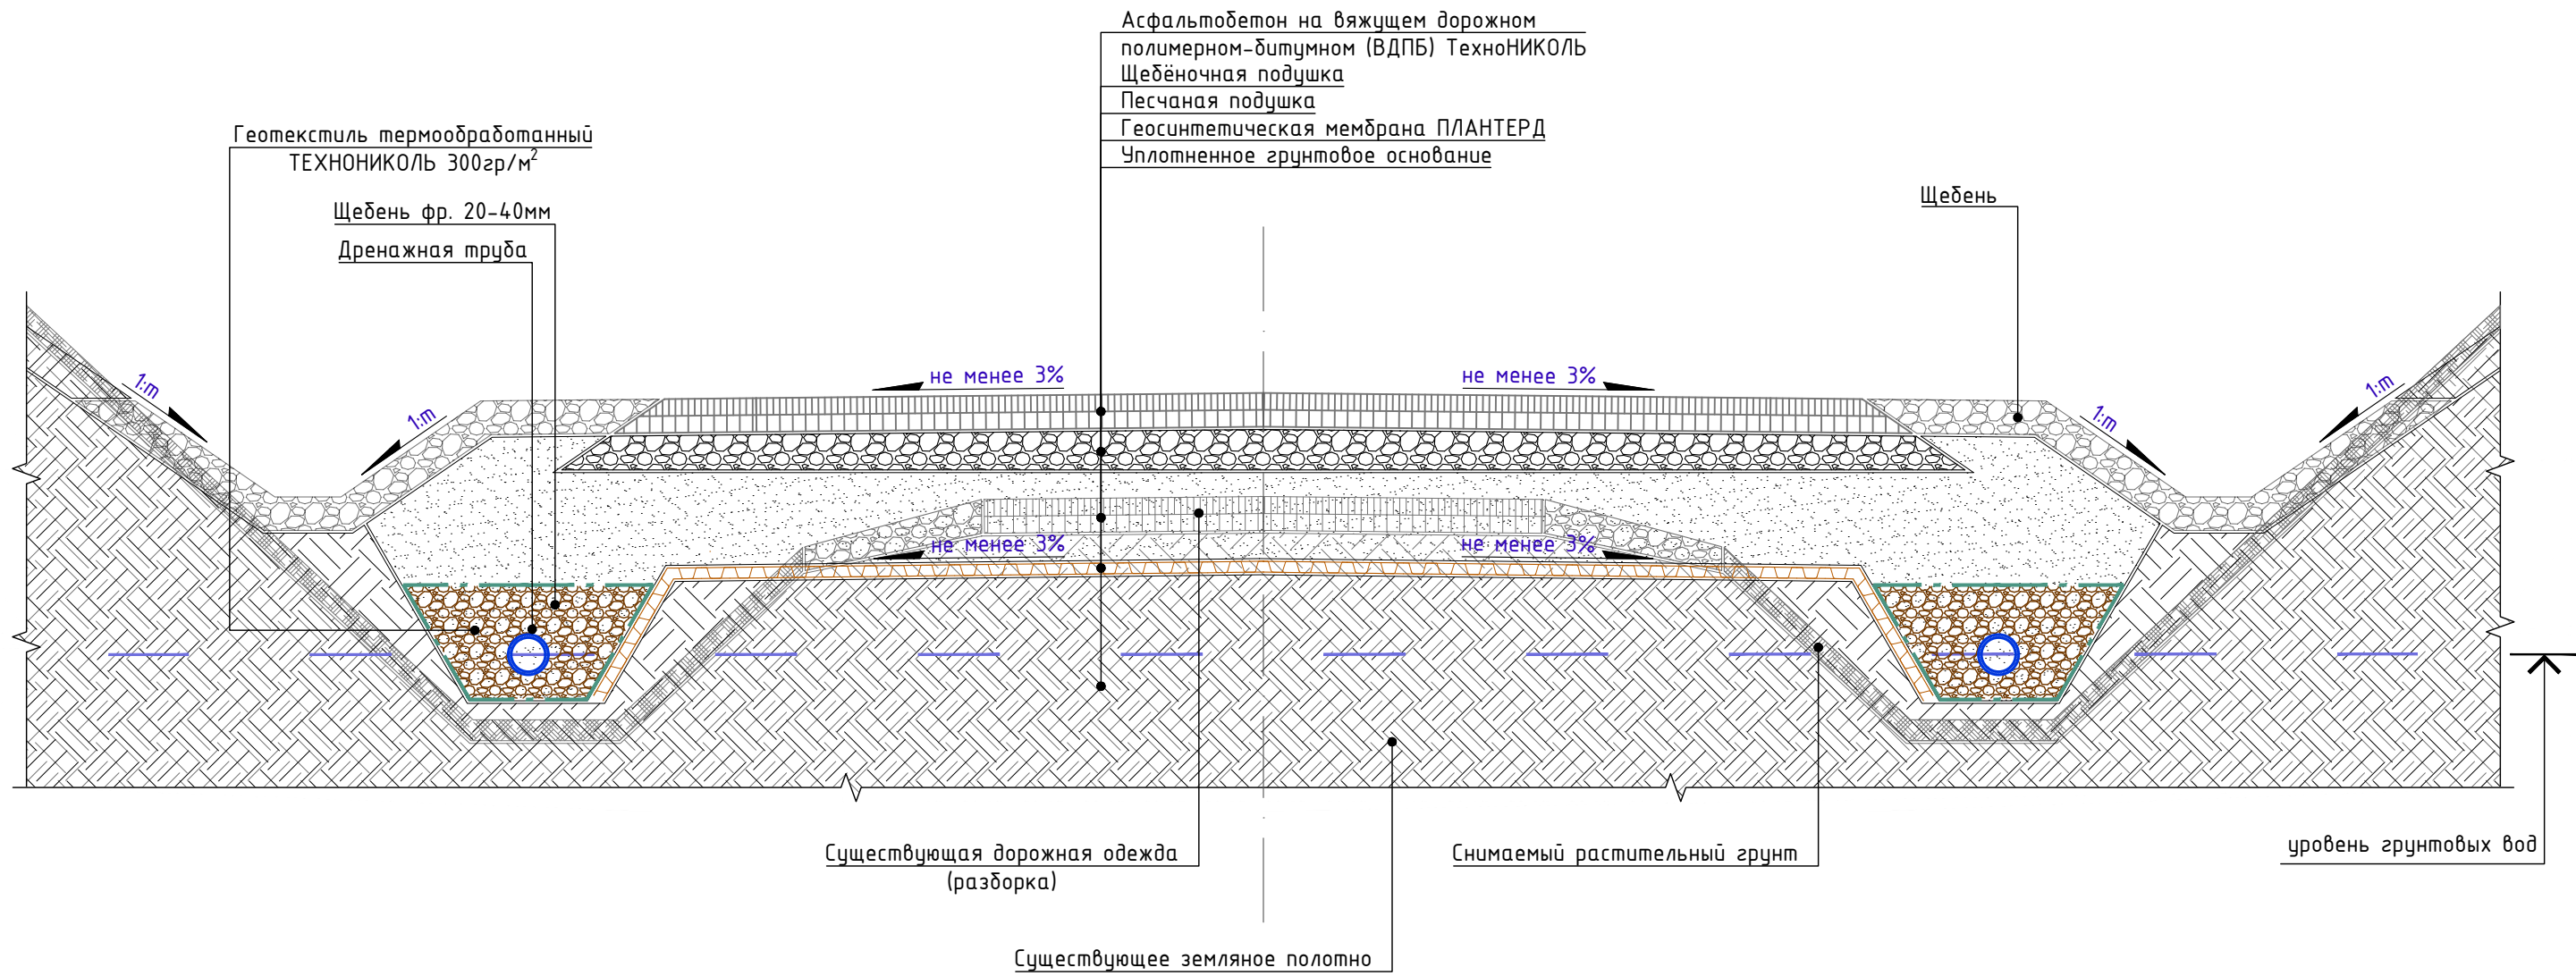 Асфальтобетон на вяжущем дорожном
полимерном-битумном (ВДПБ) ТехноНИКОЛЬ
Щебёночная подушка
Песчаная подушка
Геосинтетическая мембрана ПЛАНТЕРД
Уплотненное грунтовое основание
Геотекстиль термообработанный
ТЕХНОНИКОЛЬ 300гр/м²
Щебень фр. 20-40мм
Дренажная труба
Щебень
1:m
1:m
не менее 3%
не менее 3%
1:m
1:m
не менее 3%
не менее 3%
Существующая дорожная одежда
(разборка)
Снимаемый растительный грунт
уровень грунтовых вод
Существующее земляное полотно